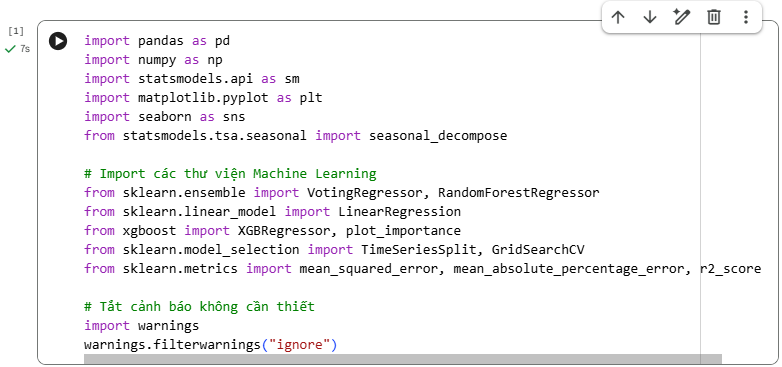 [1]
7s
import pandas as pd
import numpy as np
import statsmodels.api as sm
import matplotlib.pyplot as plt
import seaborn as sns
from statsmodels.tsa.seasonal import seasonal_decompose
# Import các thư viện Machine Learning
from sklearn.ensemble import VotingRegressor, RandomForestRegressor
from sklearn.linear_model import LinearRegression
from xgboost import XGBRegressor, plot_importance
from sklearn.model_selection import TimeSeriesSplit, GridSearchCV
from sklearn.metrics import mean_squared_error, mean_absolute_percentage_error, r2_score
# Tắt cảnh báo không cần thiết
import warnings
warnings.filterwarnings("ignore")